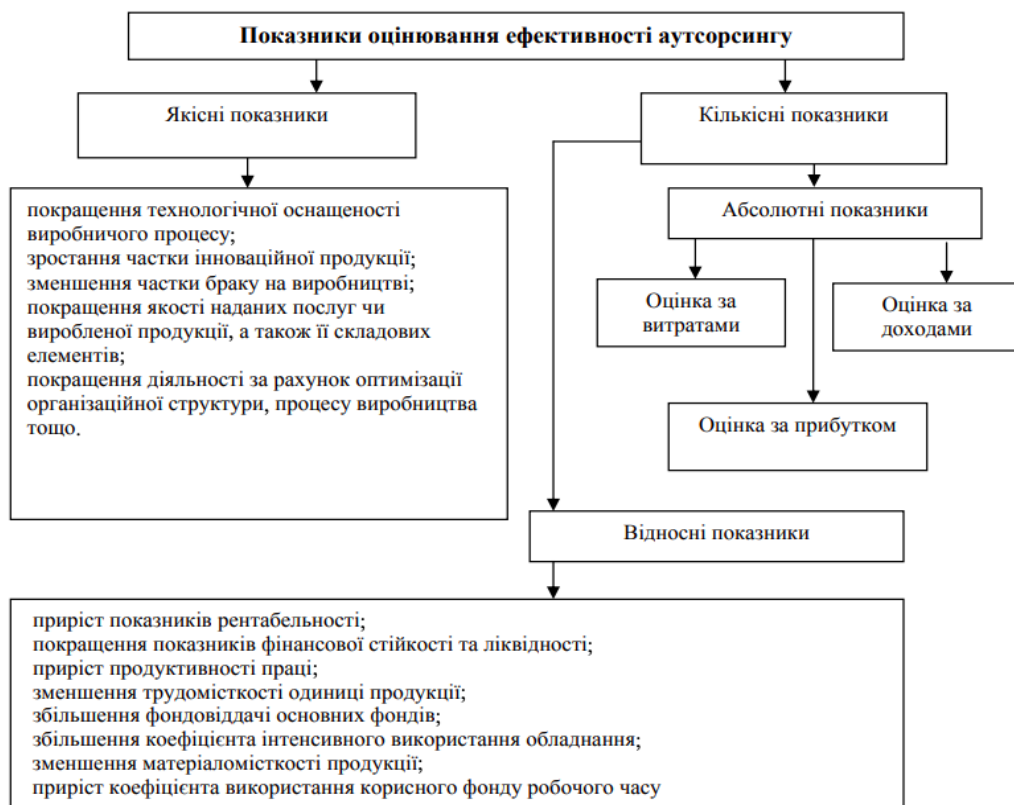 Показники оцінювання ефективності аутсорсингу
Якісні показники
Кількісні показники
покращення технологічної оснащеності
виробничого процесу;
зростання частки інноваційної продукції;
зменшення частки браку на виробництві;
покращення якості наданих послуг чи
виробленої продукції, а також її складових
елементів;
покращення діяльності за рахунок оптимізації
організаційної структури, процесу виробництва
тощо.
Абсолютні показники
Оцінка за
витратами
Оцінка за
доходами
Оцінка за прибутком
Відносні показники
приріст показників рентабельності;
покращення показників фінансової стійкості та ліквідності;
приріст продуктивності праці;
зменшення трудомісткості одиниці продукції;
збільшення фондовіддачі основних фондів;
збільшення коефіцієнта інтенсивного використання обладнання;
зменшення матеріаломісткості продукції;
приріст коефіцієнта використання корисного фонду робочого часу